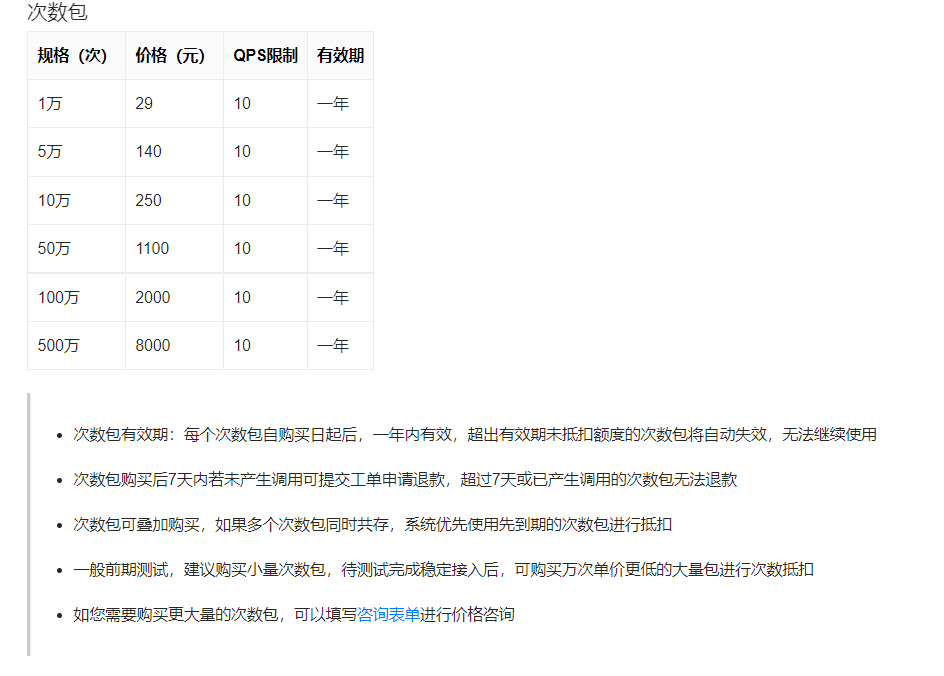 次数包
规格（次） 价格（元） QPS限制 有效期
1万 29 10 一年
5万 140 10 一年
10万 250 10 一年
50万 1100 10 一年
100万 2000 10 一年
500万 8000 10 一年
次数包有效期：每个次数包自购买日起后，一年内有效，超出有效期未抵扣额度的次数包将自动失效，无法继续使用
次数包购买后7天内若未产生调用可提交工单申请退款，超过7天或已产生调用的次数包无法退款
次数包可叠加购买，如果多个次数包同时共存，系统优先使用先到期的次数包进行抵扣
一般前期测试，建议购买小量次数包，待测试完成稳定接入后，可购买万次单价更低的大量包进行次数抵扣
如您需要购买更大量的次数包，可以填写咨询表单进行价格咨询